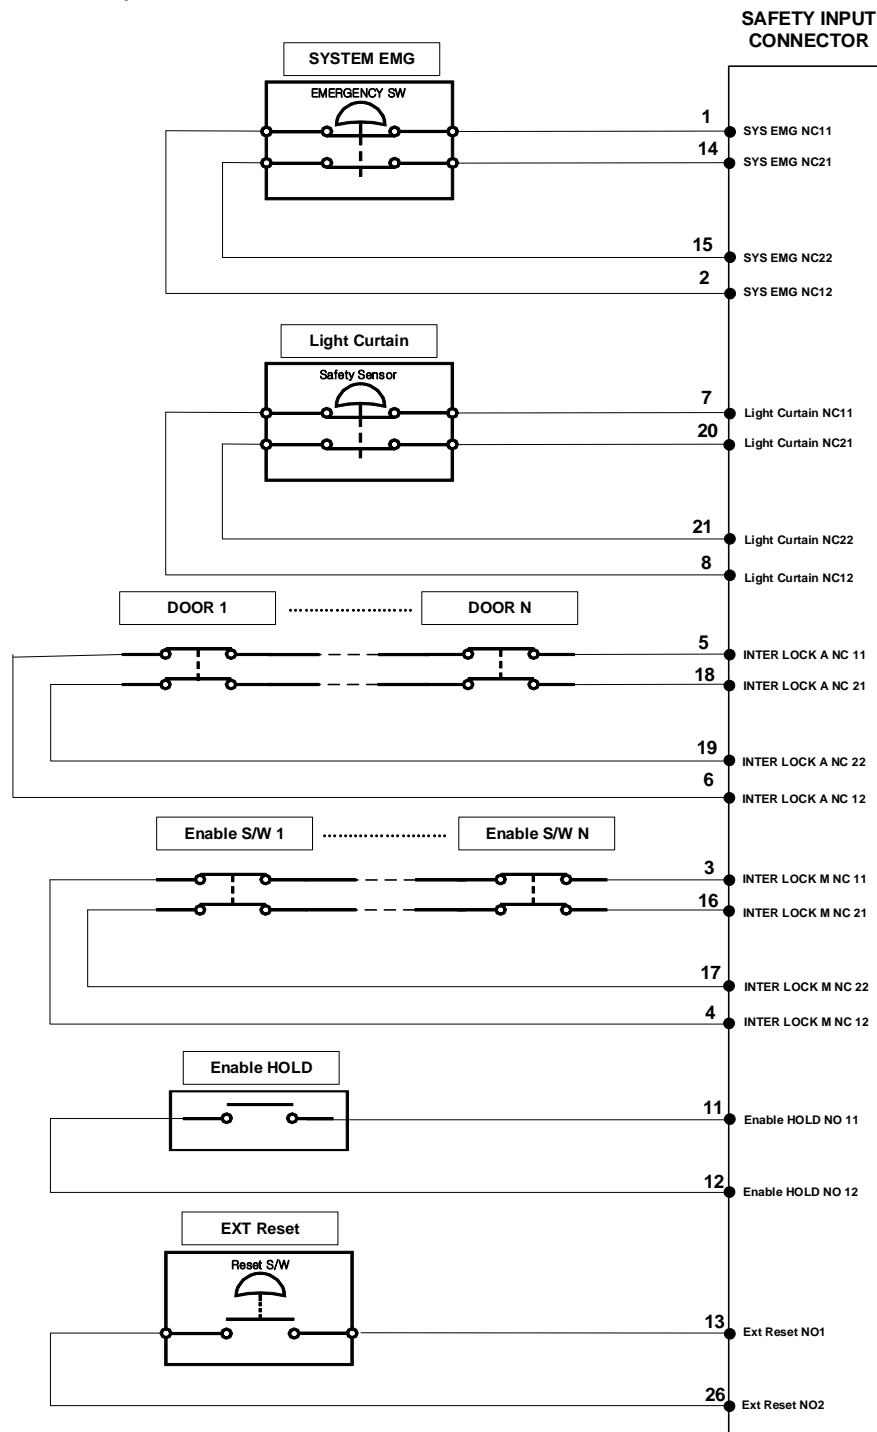 SAFETY INPUT
CONNECTOR
SYSTEM EMG
EMERGENCY SW
1
SYS EMG NC11
14
SYS EMG NC21
15
SYS EMG NC22
2
SYS EMG NC12
Light Curtain
Safety Sensor
7
Light Curtain NC11
20
Light Curtain NC21
21
Light Curtain NC22
8
Light Curtain NC12
DOOR 1 ........................ DOOR N
5
INTER LOCK A NC 11
18
INTER LOCK A NC 21
19
INTER LOCK A NC 22
6
INTER LOCK A NC 12
Enable S/W 1 ........................ Enable S/W N
3
INTER LOCK M NC 11
16
INTER LOCK M NC 21
17
INTER LOCK M NC 22
4
INTER LOCK M NC 12
Enable HOLD
11
Enable HOLD NO 11
12
Enable HOLD NO 12
EXT Reset
Reset S/W
13
Ext Reset NO1
26
Ext Reset NO2